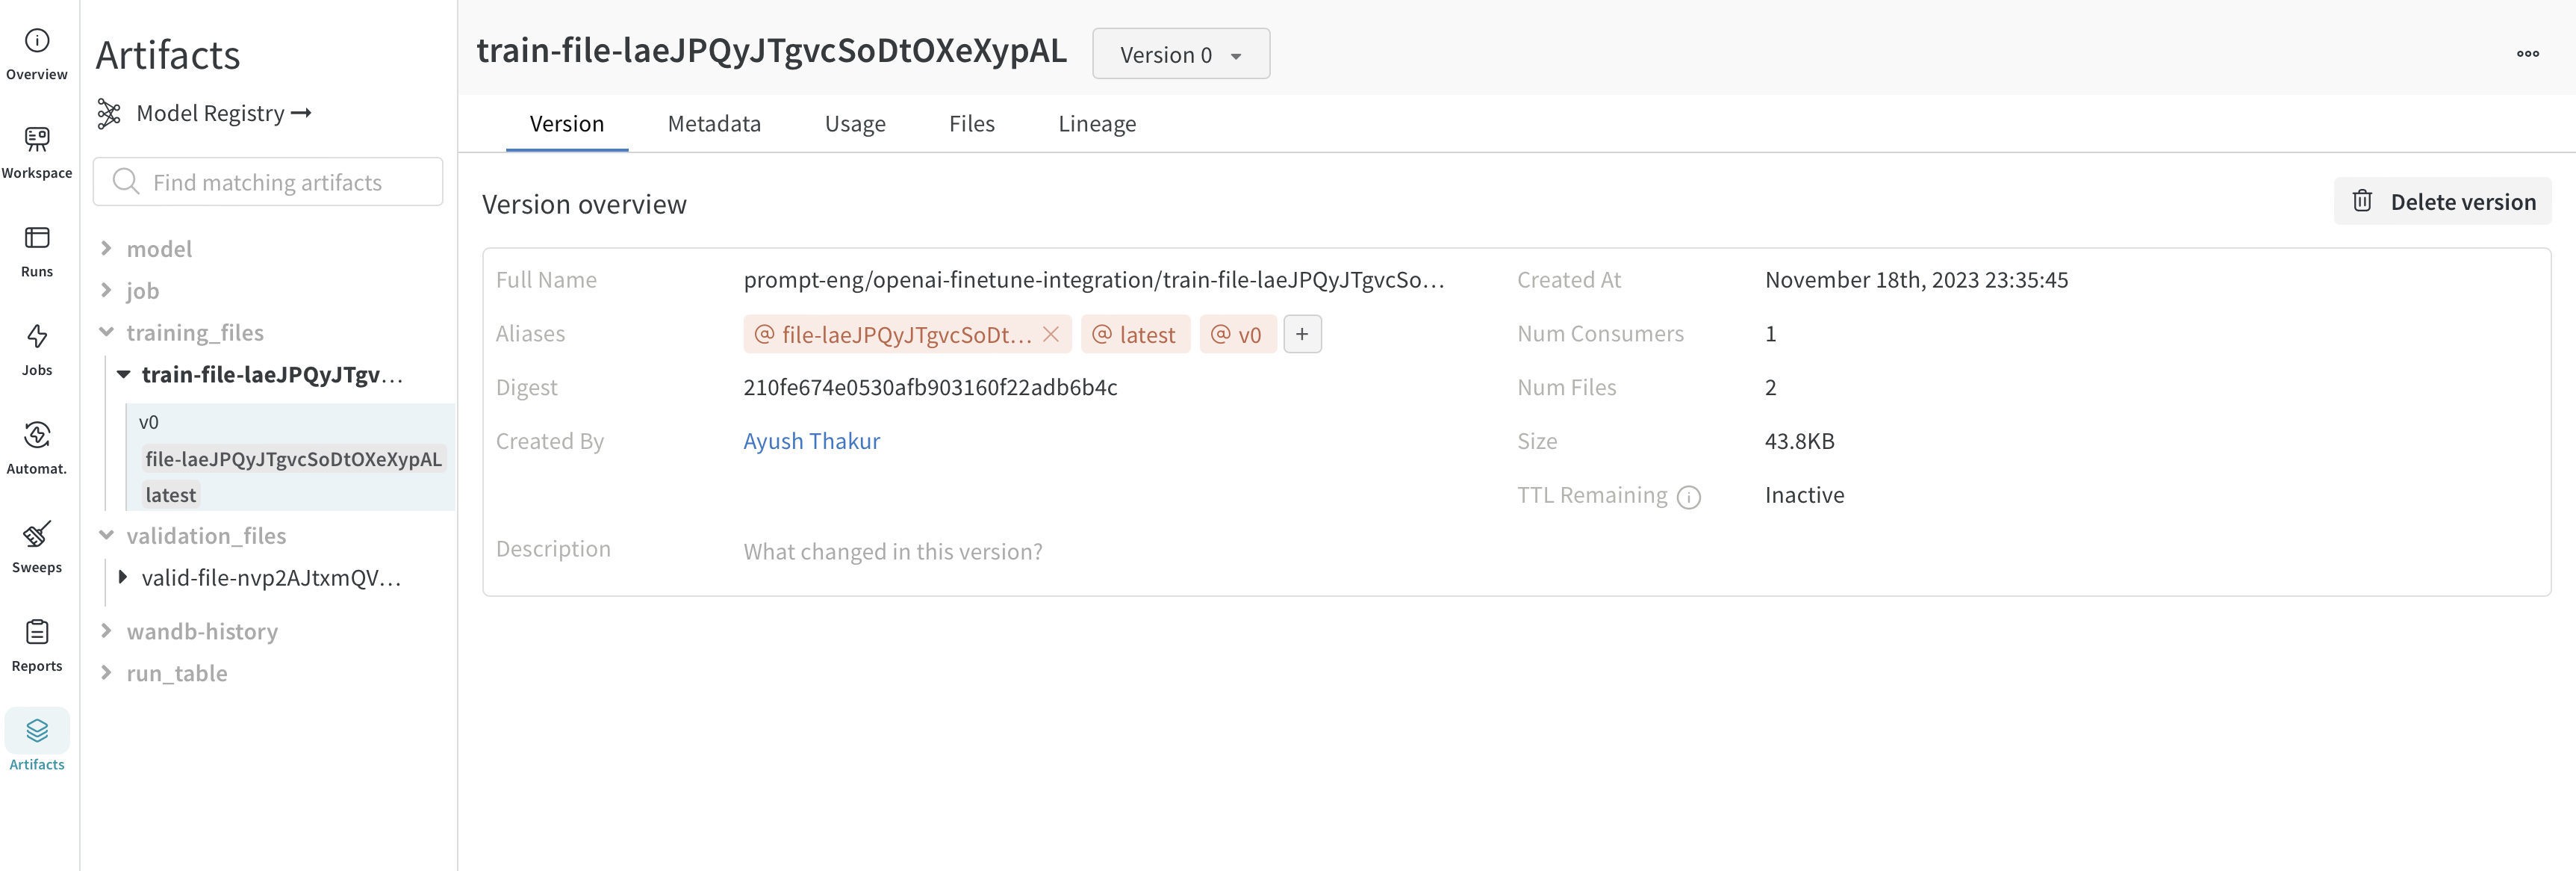 Overview
Workspace
Runs
Jobs
Automat.
Sweeps
Reports
Artifacts
Artifacts
Model Registry
Find matching artifacts
model
job
training_files
train-file-laeJPQyJTgv...
v0
file-laeJPQyJTgvcSoDtOXeXypAL
latest
validation_files
valid-file-nvp2AJtxmQV...
wandb-history
run_table
train-file-laeJPQyJTgvcSoDtOXeXypAL Version 0
Version Metadata Usage Files Lineage
Version overview Delete version
Full Name prompt-eng/openai-finetune-integration/train-file-laeJPQyJTgvcSo...
Aliases @ file-laeJPQyJTgvcSoDt... @ latest @ v0 +
Digest 210fe674e0530afb903160f22adb6b4c
Created By Ayush Thakur
Description What changed in this version?
Created At November 18th, 2023 23:35:45
Num Consumers 1
Num Files 2
Size 43.8KB
TTL Remaining Inactive